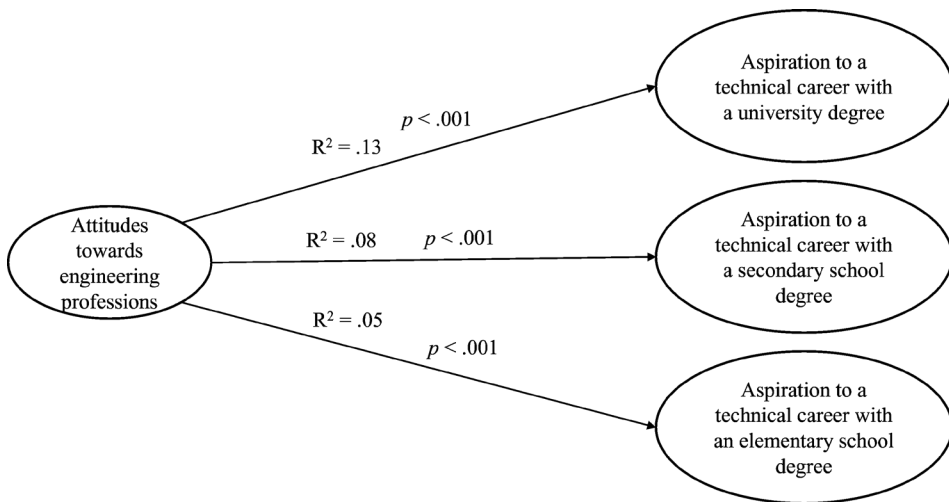 Aspiration to a
technical career with
a university degree
p < .001
R² = .13
Attitudes
towards
engineering
professions
R² = .08
p < .001
Aspiration to a
technical career with
a secondary school
degree
R² = .05
p < .001
Aspiration to a
technical career with
an elementary school
degree